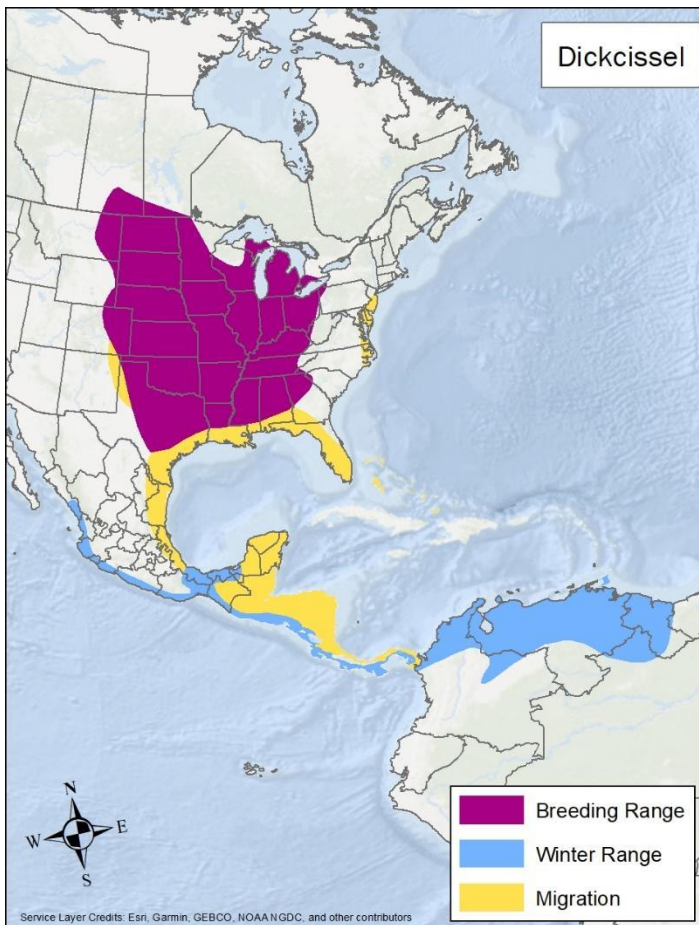 Dickcissel
N
W E
S
Breeding Range
Winter Range
Migration
Service Layer Credits: Esri, Garmin, GEBCO, NOAA NGDC, and other contributors